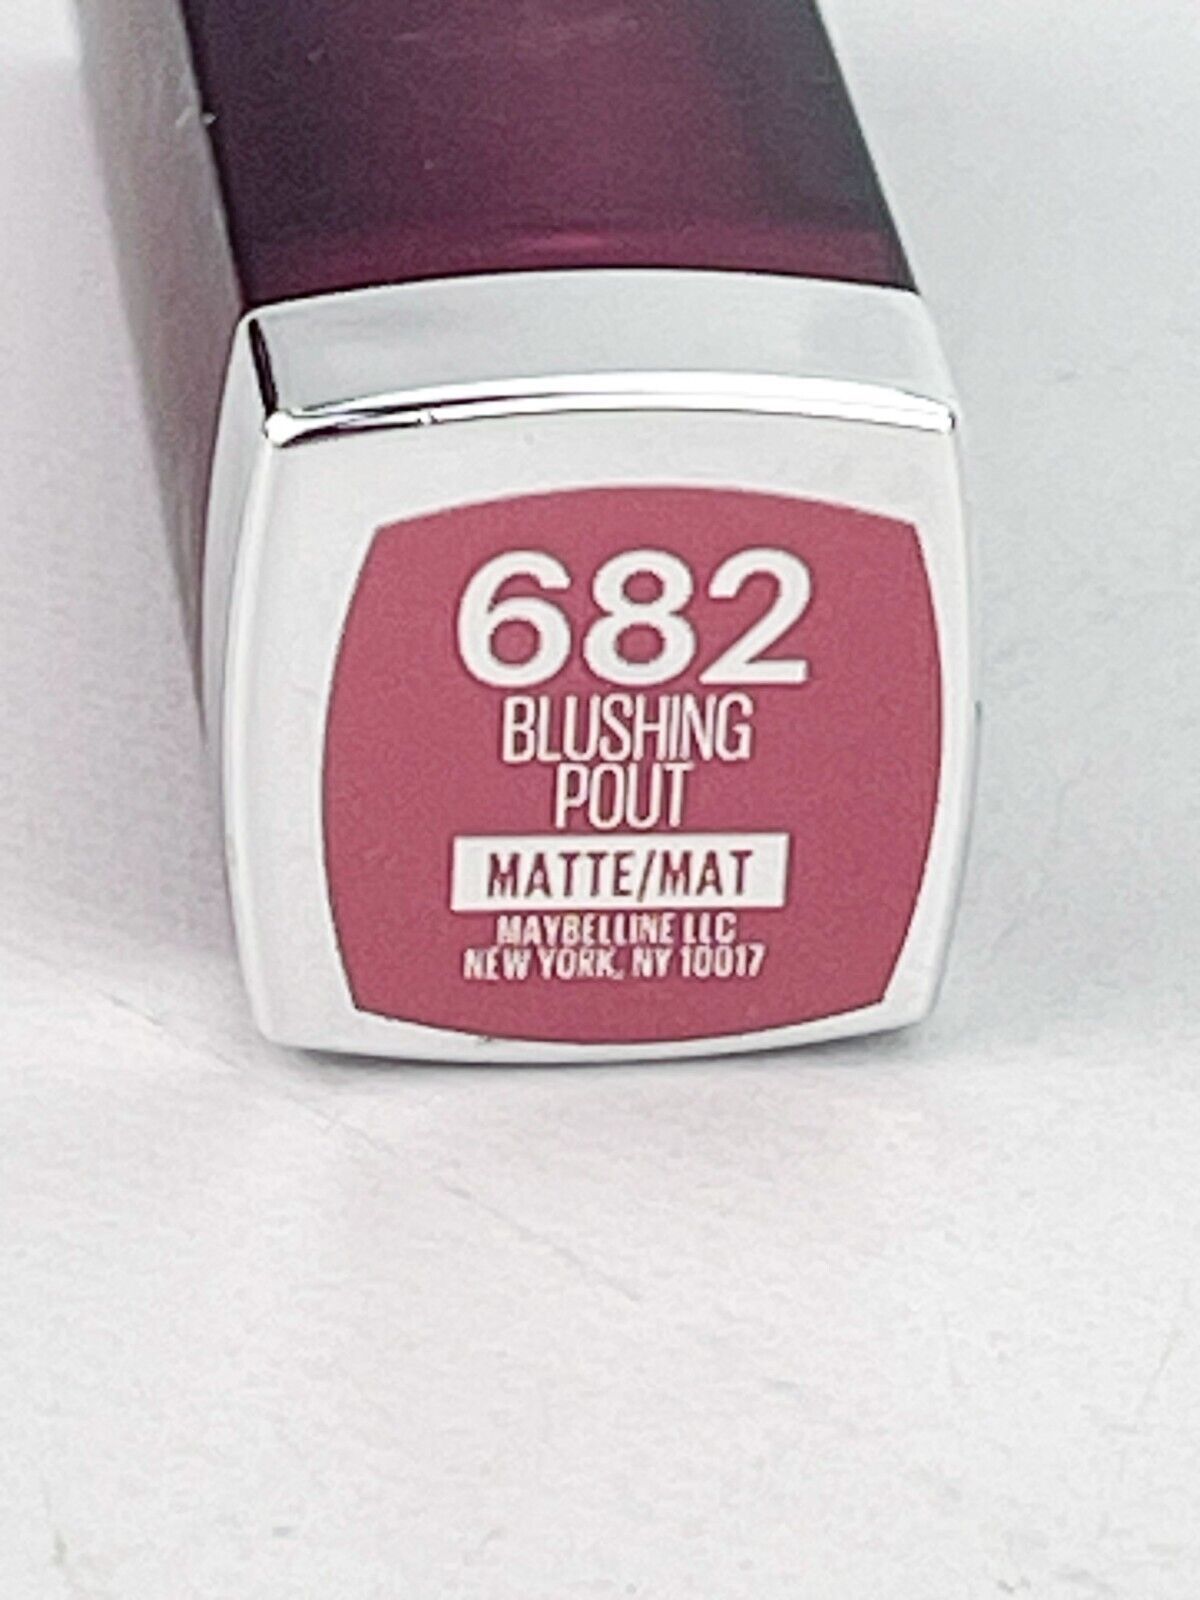 682
BLUSHING
POUT
MATTE/MAT
MAYBELLINE LLC
NEW YORK, NY 10017